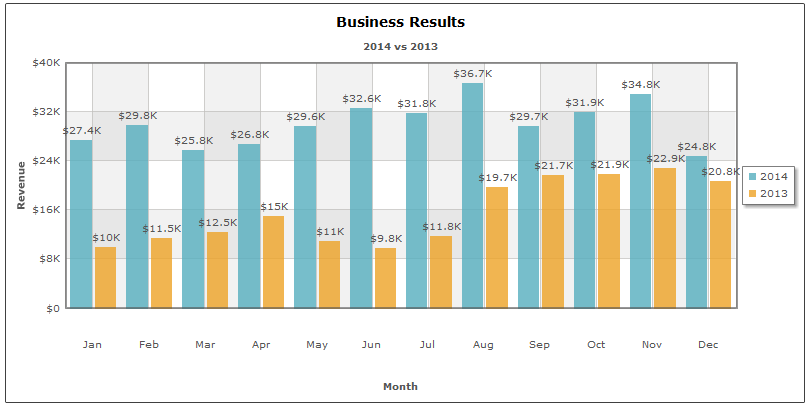 Business Results
2014 vs 2013
$40K
$32K
$24K
$16K
$8K
$0
Revenue
$27.4K
$29.8K
$25.8K
$26.8K
$29.6K
$32.6K
$31.8K
$36.7K
$29.7K
$31.9K
$34.8K
$24.8K
$10K
$11.5K
$12.5K
$15K
$11K
$9.8K
$11.8K
$19.7K
$21.7K
$21.9K
$22.9K
$20.8K
2014
2013
Jan Feb Mar Apr May Jun Jul Aug Sep Oct Nov Dec
Month